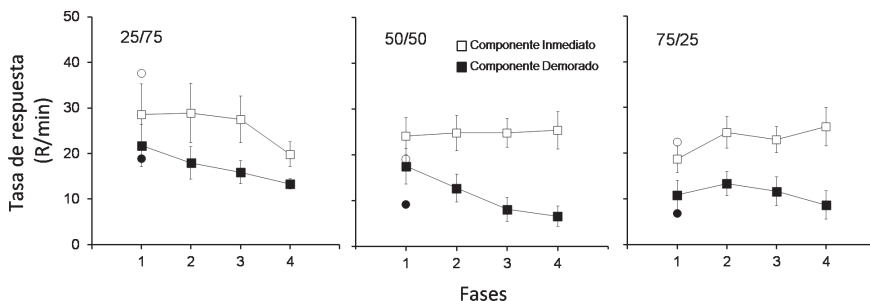 Tasa de respuesta
(R/min)
50
40
30
20
10
0
25/75
1 2 3 4
50/50
Componente Inmediato
Componente Demorado
1 2 3 4
75/25
1 2 3 4
Fases